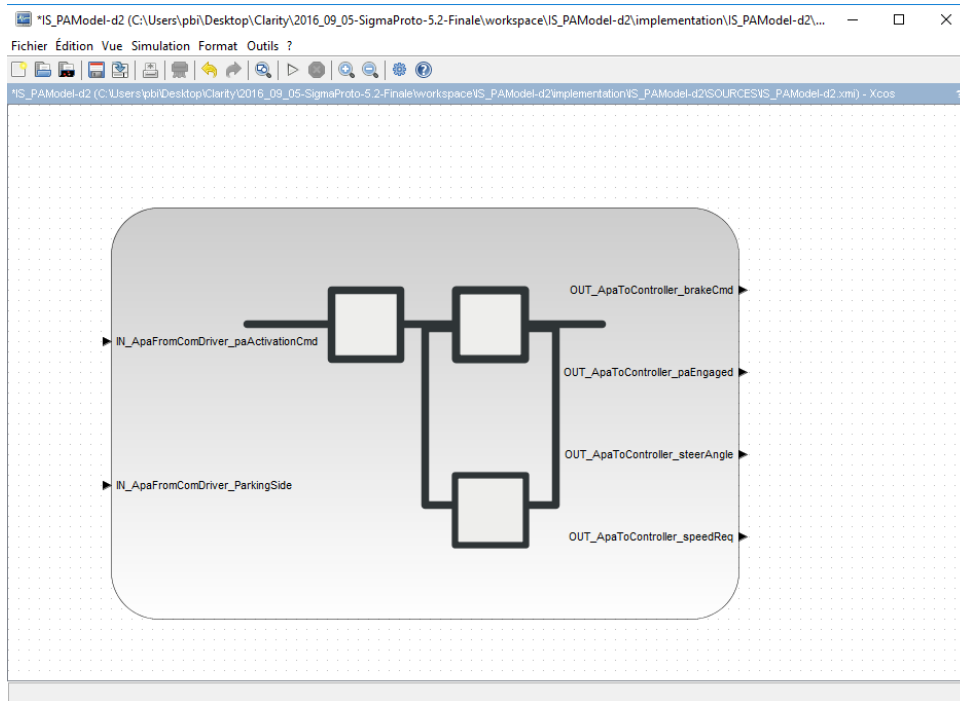 *IS_PAModel-d2 (C:\Users\pbi\Desktop\Clarity\2016_09_05-SigmaProto-5.2-Finale\workspace\IS_PAModel-d2\implementation\IS_PAModel-d2\...
Fichier Édition Vue Simulation Format Outils ?
*IS_PAModel-d2 (C:\Users\pbi\Desktop\Clarity\2016_09_05-SigmaProto-5.2-Finale\workspace\IS_PAModel-d2\implementation\IS_PAModel-d2\SOURCES\IS_PAModel-d2.xmi) - Xcos ?
OUT_ApaToController_brakeCmd
IN_ApaFromComDriver_paActivationCmd
OUT_ApaToController_paEngaged
OUT_ApaToController_steerAngle
IN_ApaFromComDriver_ParkingSide
OUT_ApaToController_speedReq